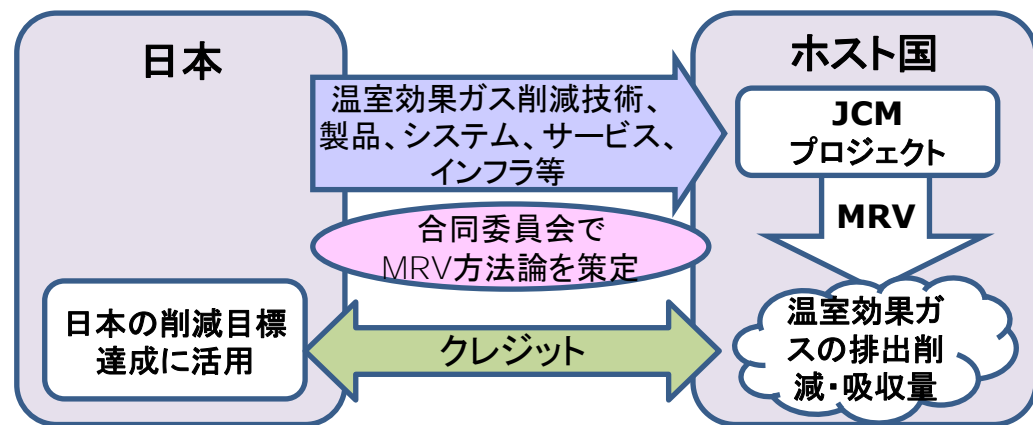 日本
ホスト国
温室効果ガス削減技術、
製品、システム、サービス、
インフラ等
JCM
プロジェクト
MRV
合同委員会で
MRV方法論を策定
日本の削減目標
達成に活用
クレジット
温室効果ガ
スの排出削
減・吸収量